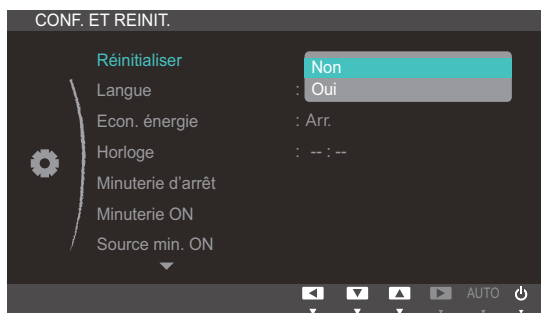 CONF. ET REINIT.
Réinitialiser
Non
Langue : Oui
Econ. énergie : Arr.
Horloge : -- : --
Minuterie d'arrêt
Minuterie ON
Source min. ON
AUTO